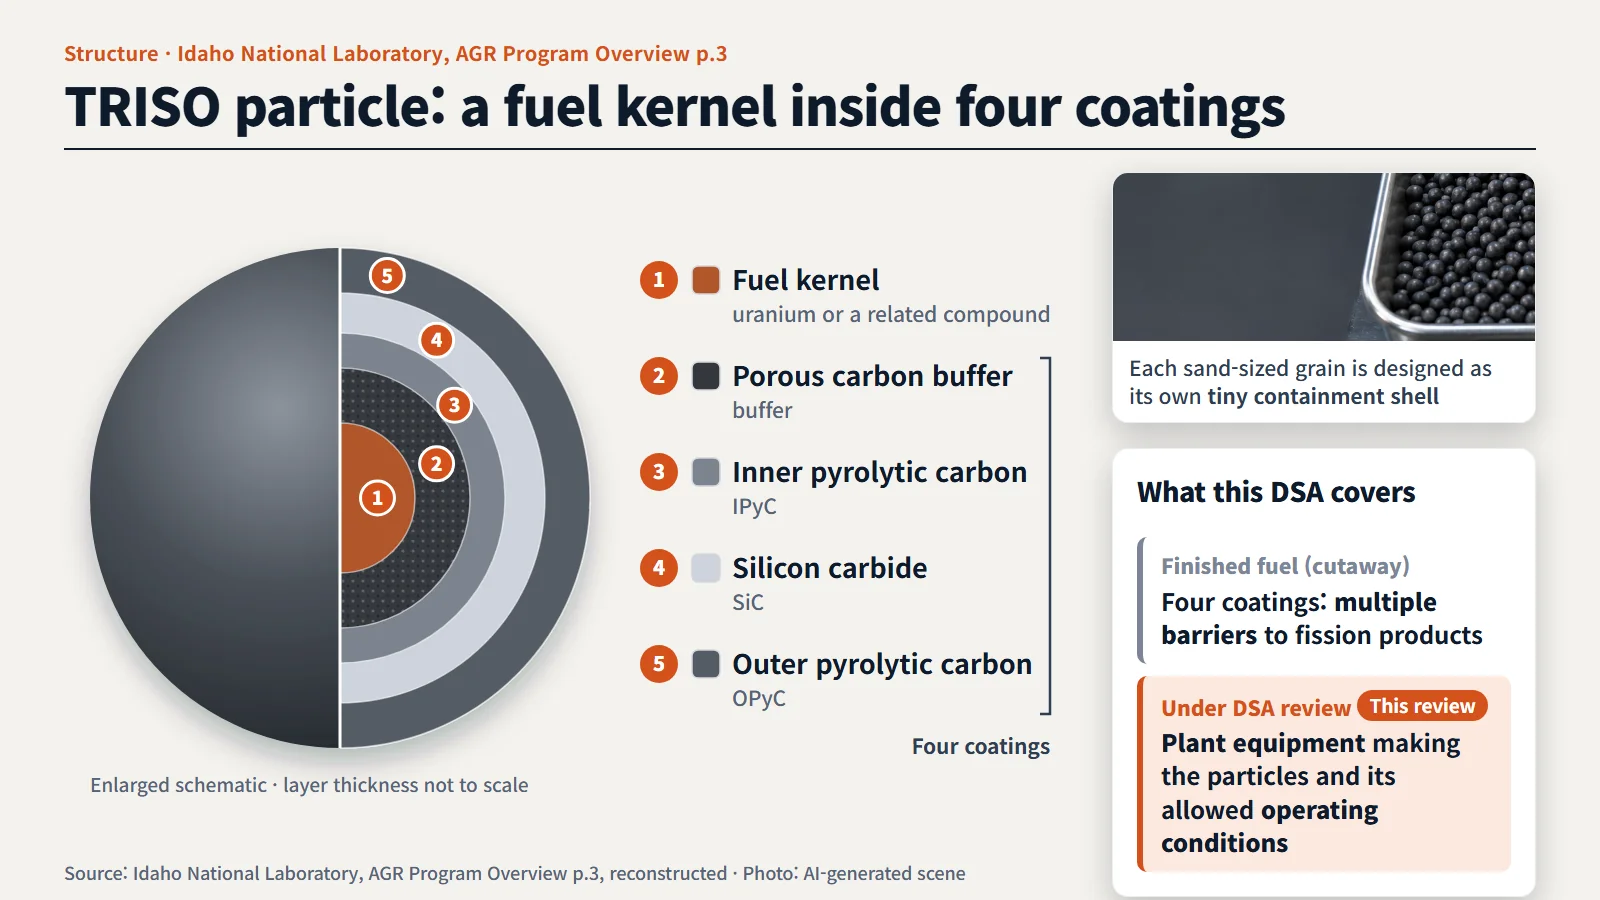 Structure · Idaho National Laboratory, AGR Program Overview p.3
TRISO particle: a fuel kernel inside four coatings
5
4
3
2
1
Enlarged schematic · layer thickness not to scale
1 Fuel kernel
uranium or a related compound
2 Porous carbon buffer
buffer
3 Inner pyrolytic carbon
IPyC
4 Silicon carbide
SiC
5 Outer pyrolytic carbon
OPyC
Four coatings
Each sand-sized grain is designed as
its own tiny containment shell
What this DSA covers
Finished fuel (cutaway)
Four coatings: multiple
barriers to fission products
Under DSA review This review
Plant equipment making
the particles and its
allowed operating
conditions
Source: Idaho National Laboratory, AGR Program Overview p.3, reconstructed · Photo: AI-generated scene